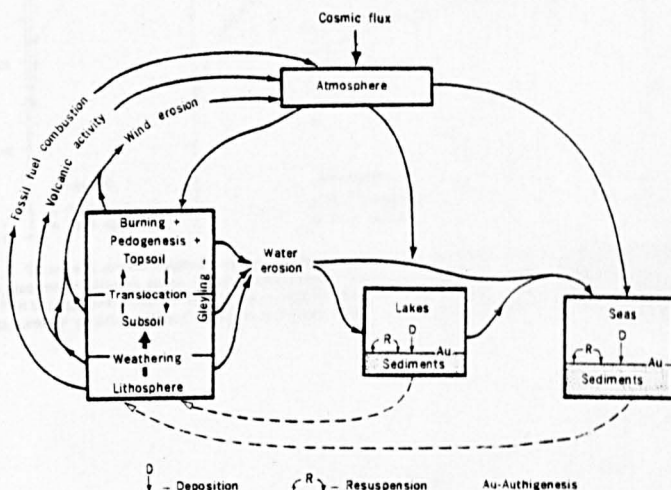 Cosmic flux
Atmosphere
Fossil fuel combustion
Volcanic activity
Wind erosion
Burning +
Pedogenesis +
Topsoil
Translocation
Subsoil
Gleying -
Weathering
Lithosphere
Water
erosion
Lakes
R
D
Au
Sediments
Seas
R
D
Au
Sediments
D - Deposition
R - Resuspension
Au-Authigenesis